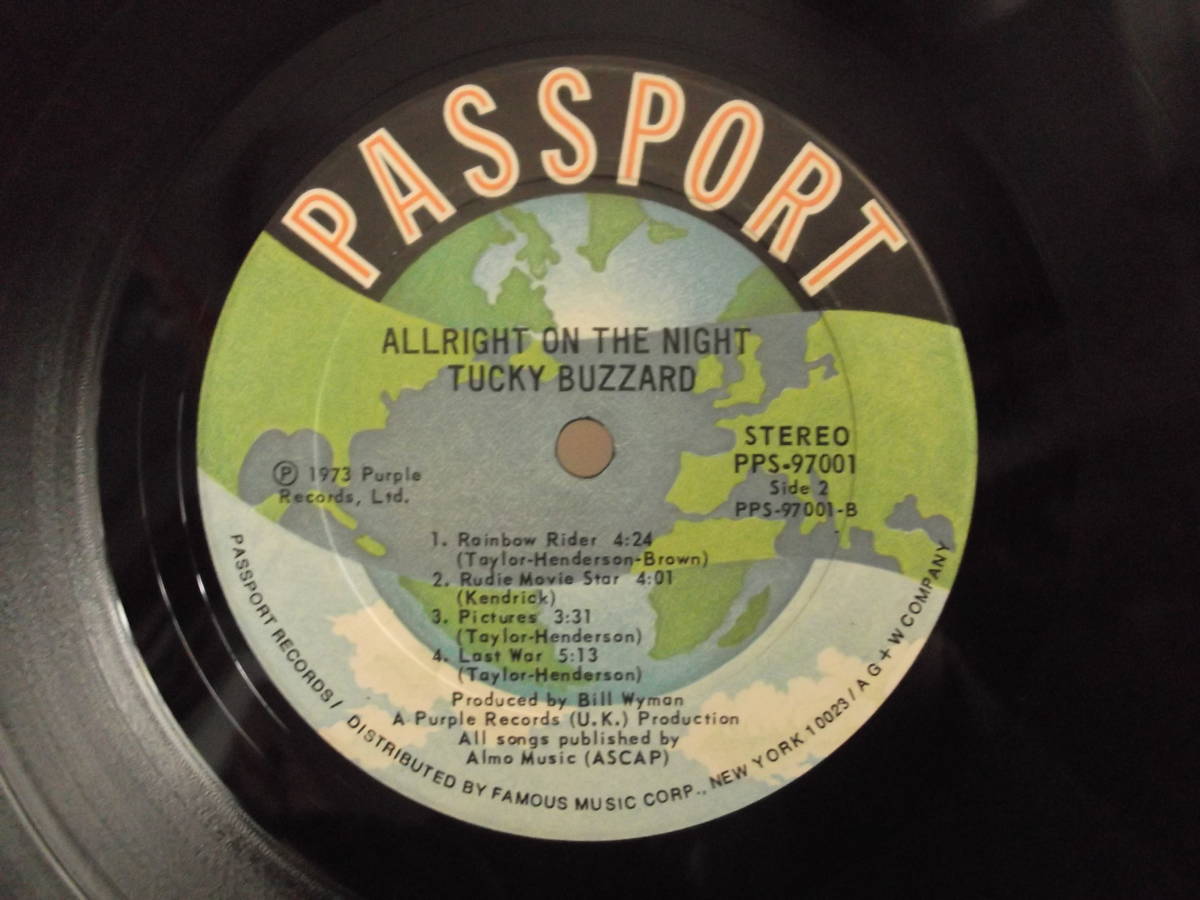 PASSPORT
ALLRIGHT ON THE NIGHT
TUCKY BUZZARD
STEREO
PPS-97001
Side 2
PPS-97001-B
Ⓟ 1973 Purple
Records, Ltd.
1. Rainbow Rider 4:24
(Taylor-Henderson-Brown)
2. Rudie Movie Star 4:01
(Kendrick)
3. Pictures 3:31
(Taylor-Henderson)
4. Last War 5:13
(Taylor-Henderson)
Produced by Bill Wyman
A Purple Records (U.K.) Production
All songs published by
Almo Music (ASCAP)
PASSPORT RECORDS / DISTRIBUTED BY FAMOUS MUSIC CORP., NEW YORK 10023 / A G + W COMPANY